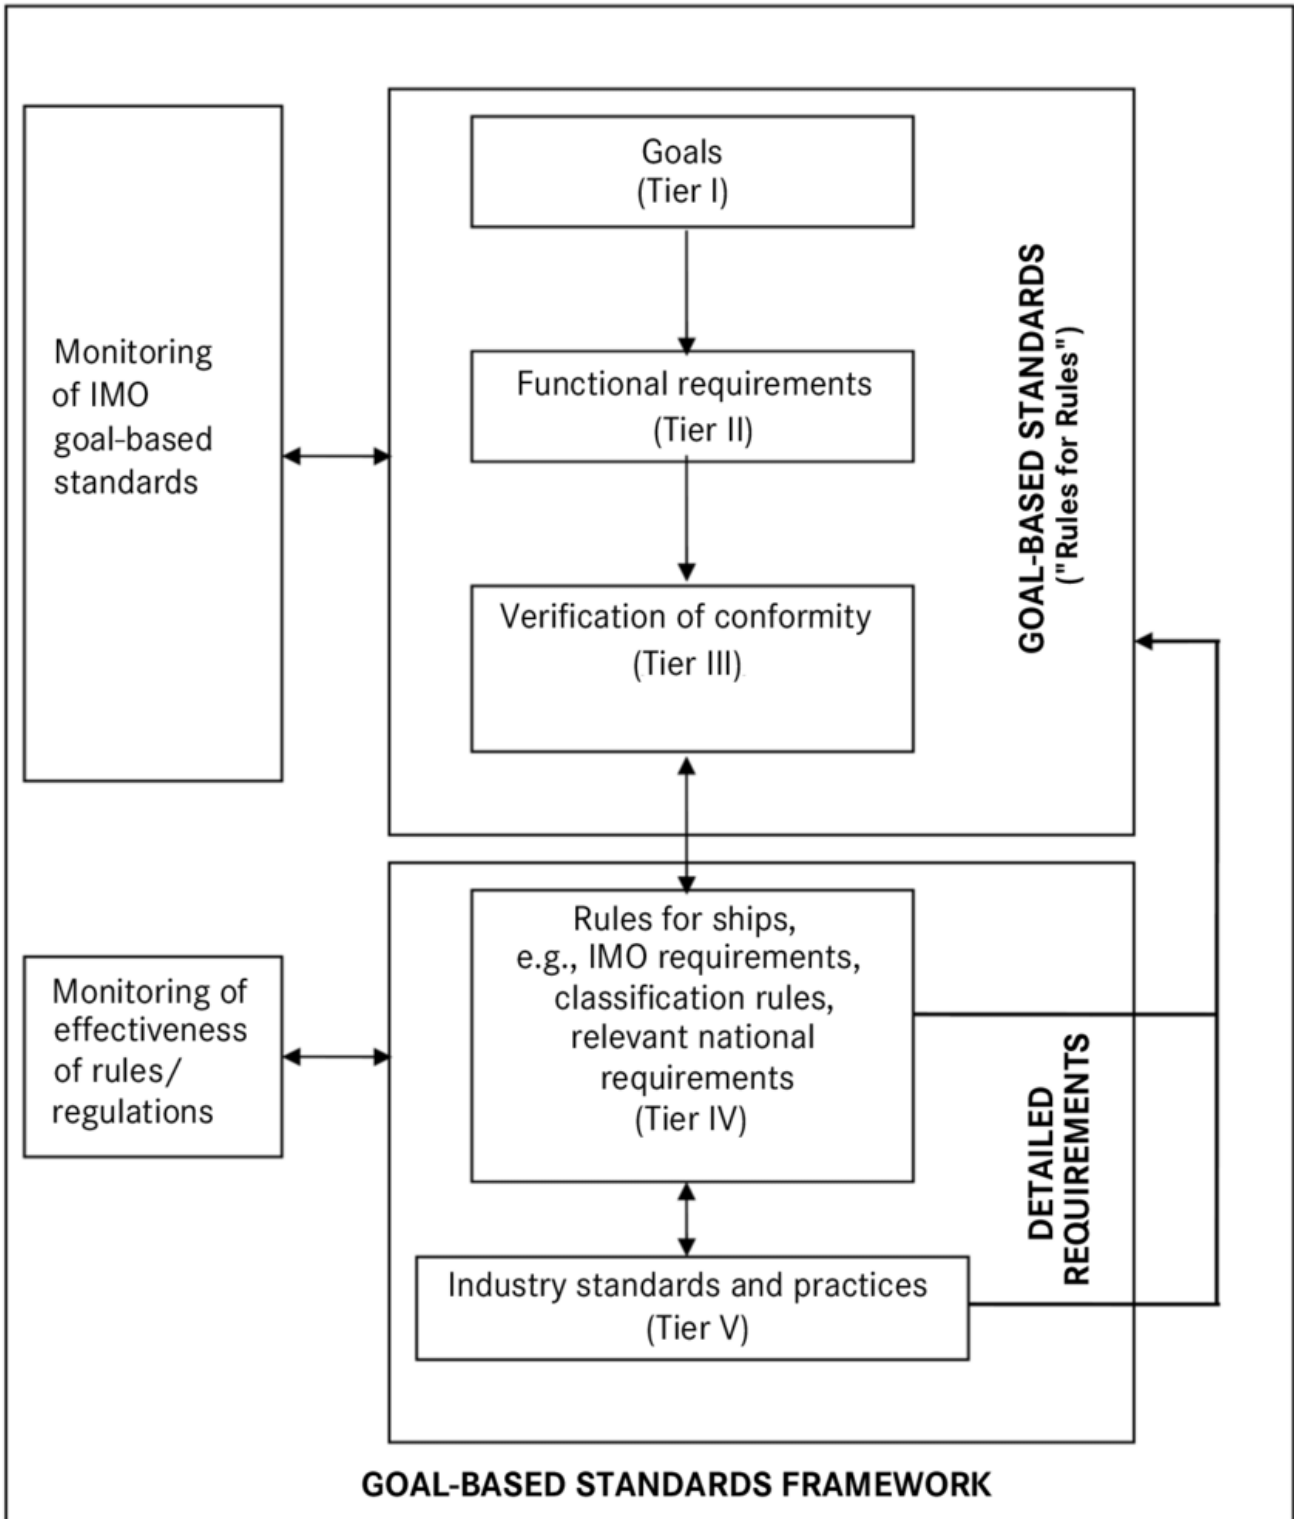 Goals
(Tier I)
Functional requirements
(Tier II)
Verification of conformity
(Tier III)
GOAL-BASED STANDARDS
("Rules for Rules")
Monitoring
of IMO
goal-based
standards
Rules for ships,
e.g., IMO requirements,
classification rules,
relevant national
requirements
(Tier IV)
Monitoring of
effectiveness
of rules/
regulations
Industry standards and practices
(Tier V)
DETAILED
REQUIREMENTS
GOAL-BASED STANDARDS FRAMEWORK